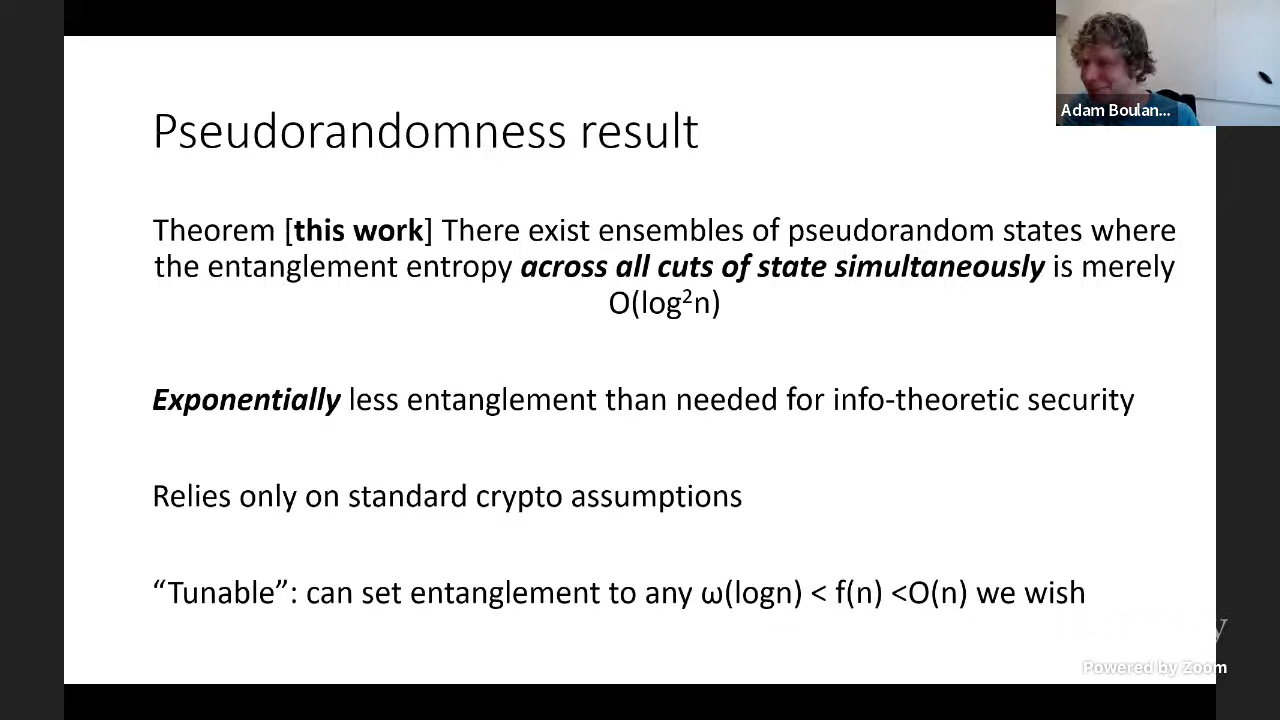 Adam Boulan...
Pseudorandomness result
Theorem [this work] There exist ensembles of pseudorandom states where
the entanglement entropy across all cuts of state simultaneously is merely
O(log²n)
Exponentially less entanglement than needed for info-theoretic security
Relies only on standard crypto assumptions
“Tunable”: can set entanglement to any ω(logn) < f(n) <O(n) we wish
Powered by Zoom